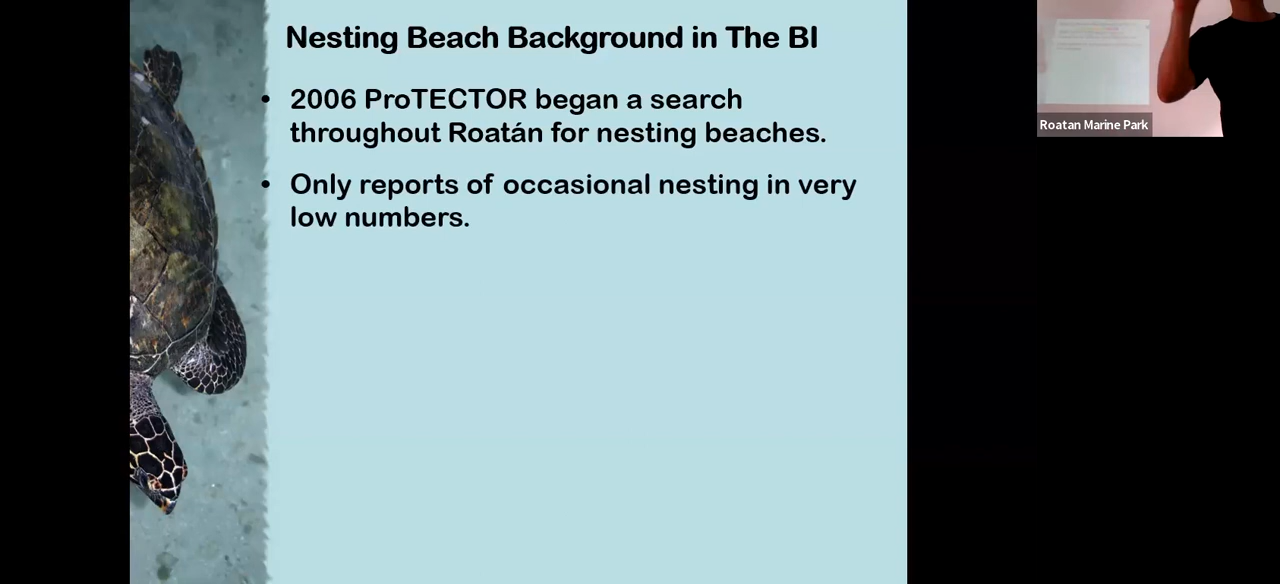 Nesting Beach Background in The BI
• 2006 ProTECTOR began a search
throughout Roatán for nesting beaches.
• Only reports of occasional nesting in very
low numbers.
Roatan Marine Park